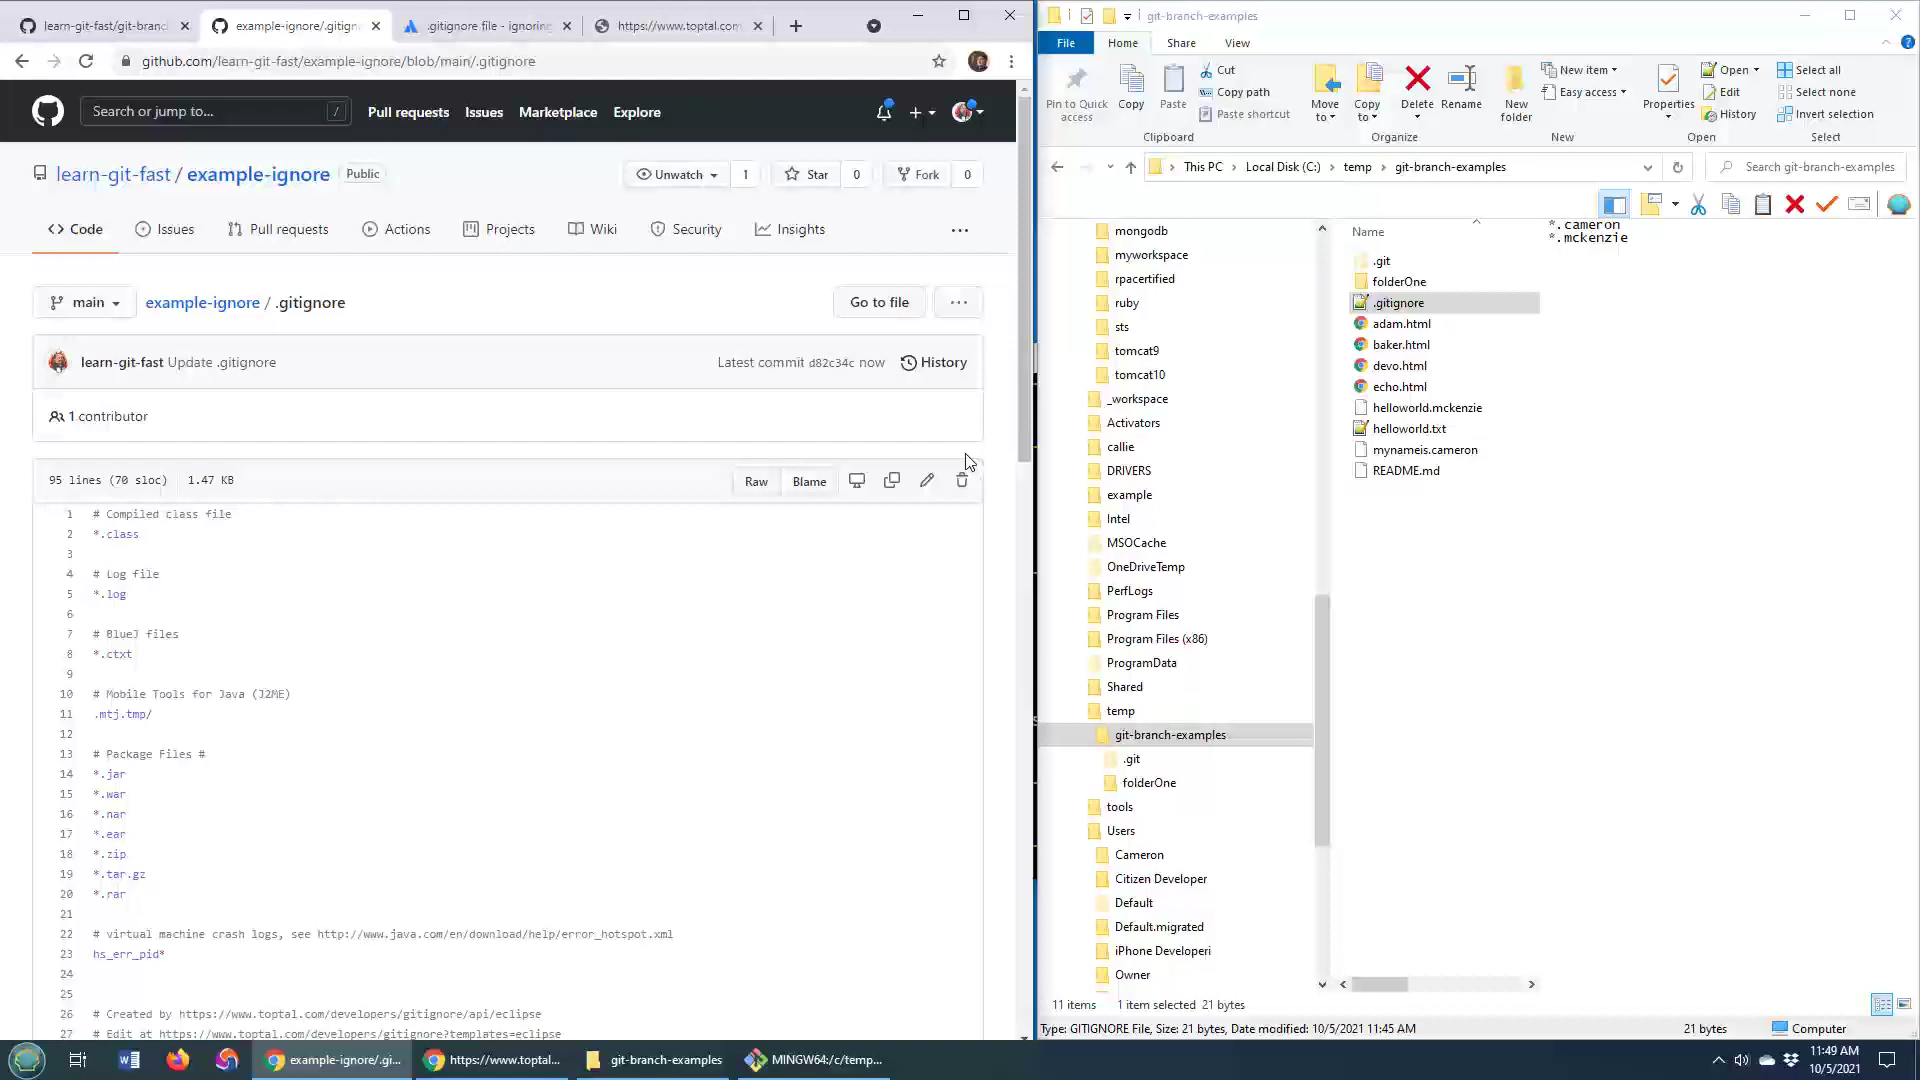 learn-git-fast/git-branc
example-ignore/.gitign
.gitignore file - ignoring
https://www.toptal.com
github.com/learn-git-fast/example-ignore/blob/main/.gitignore
Search or jump to...
/
Pull requests
Issues
Marketplace
Explore
learn-git-fast / example-ignore
Public
Unwatch
1
Star
0
Fork
0
Code
Issues
Pull requests
Actions
Projects
Wiki
Security
Insights
main
example-ignore / .gitignore
Go to file
learn-git-fast Update .gitignore
Latest commit d82c34c now
History
1 contributor
95 lines (70 sloc)
1.47 KB
Raw
Blame
1 # Compiled class file
2 *.class
3
4 # Log file
5 *.log
6
7 # BlueJ files
8 *.ctxt
9
10 # Mobile Tools for Java (J2ME)
11 .mtj.tmp/
12
13 # Package Files #
14 *.jar
15 *.war
16 *.nar
17 *.ear
18 *.zip
19 *.tar.gz
20 *.rar
21
22 # virtual machine crash logs, see http://www.java.com/en/download/help/error_hotspot.xml
23 hs_err_pid*
24
25
26 # Created by https://www.toptal.com/developers/gitignore/api/eclipse
27 # Edit at https://www.toptal.com/developers/gitignore?templates=eclipse
git-branch-examples
File
Home
Share
View
Pin to Quick
access
Copy
Paste
Cut
Copy path
Paste shortcut
Clipboard
Move
to
Copy
to
Delete
Rename
Organize
New
folder
New item
Easy access
New
Properties
Open
Edit
History
Open
Select all
Select none
Invert selection
Select
This PC
Local Disk (C:)
temp
git-branch-examples
Search git-branch-examples
mongodb
myworkspace
rpacertified
ruby
sts
tomcat9
tomcat10
_workspace
Activators
callie
DRIVERS
example
Intel
MSOCache
OneDriveTemp
PerfLogs
Program Files
Program Files (x86)
ProgramData
Shared
temp
git-branch-examples
.git
folderOne
tools
Users
Cameron
Citizen Developer
Default
Default.migrated
iPhone Developeri
Owner
Name
.git
folderOne
.gitignore
adam.html
baker.html
devo.html
echo.html
helloworld.mckenzie
helloworld.txt
mynameis.cameron
README.md
*.cameron
*.mckenzie
11 items
1 item selected 21 bytes
Type: GITIGNORE File, Size: 21 bytes, Date modified: 10/5/2021 11:45 AM
21 bytes
Computer
example-ignore/.gi...
https://www.toptal...
git-branch-examples
MINGW64:/c/temp...
11:49 AM
10/5/2021